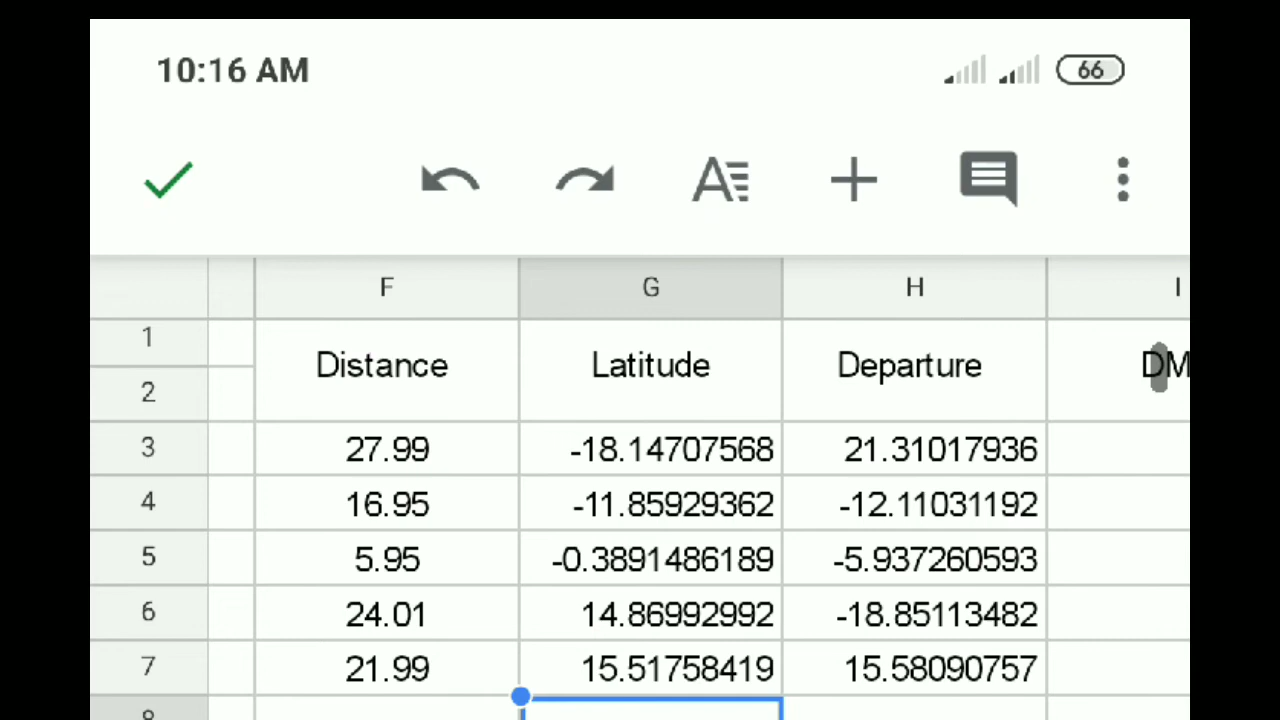 10:16 AM 66
F G H I
1 Distance Latitude Departure DM
2
3 27.99 -18.14707568 21.31017936
4 16.95 -11.85929362 -12.11031192
5 5.95 -0.3891486189 -5.937260593
6 24.01 14.86992992 -18.85113482
7 21.99 15.51758419 15.58090757
8